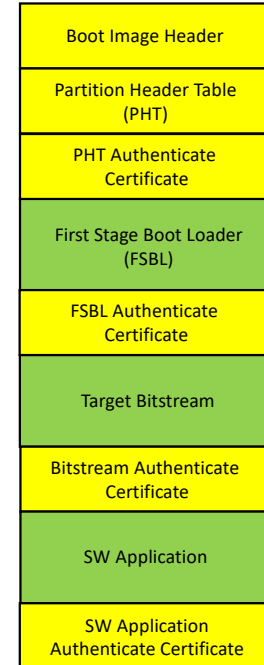 Boot Image Header
Partition Header Table
(PHT)
PHT Authenticate
Certificate
First Stage Boot Loader
(FSBL)
FSBL Authenticate
Certificate
Target Bitstream
Bitstream Authenticate
Certificate
SW Application
SW Application
Authenticate Certificate